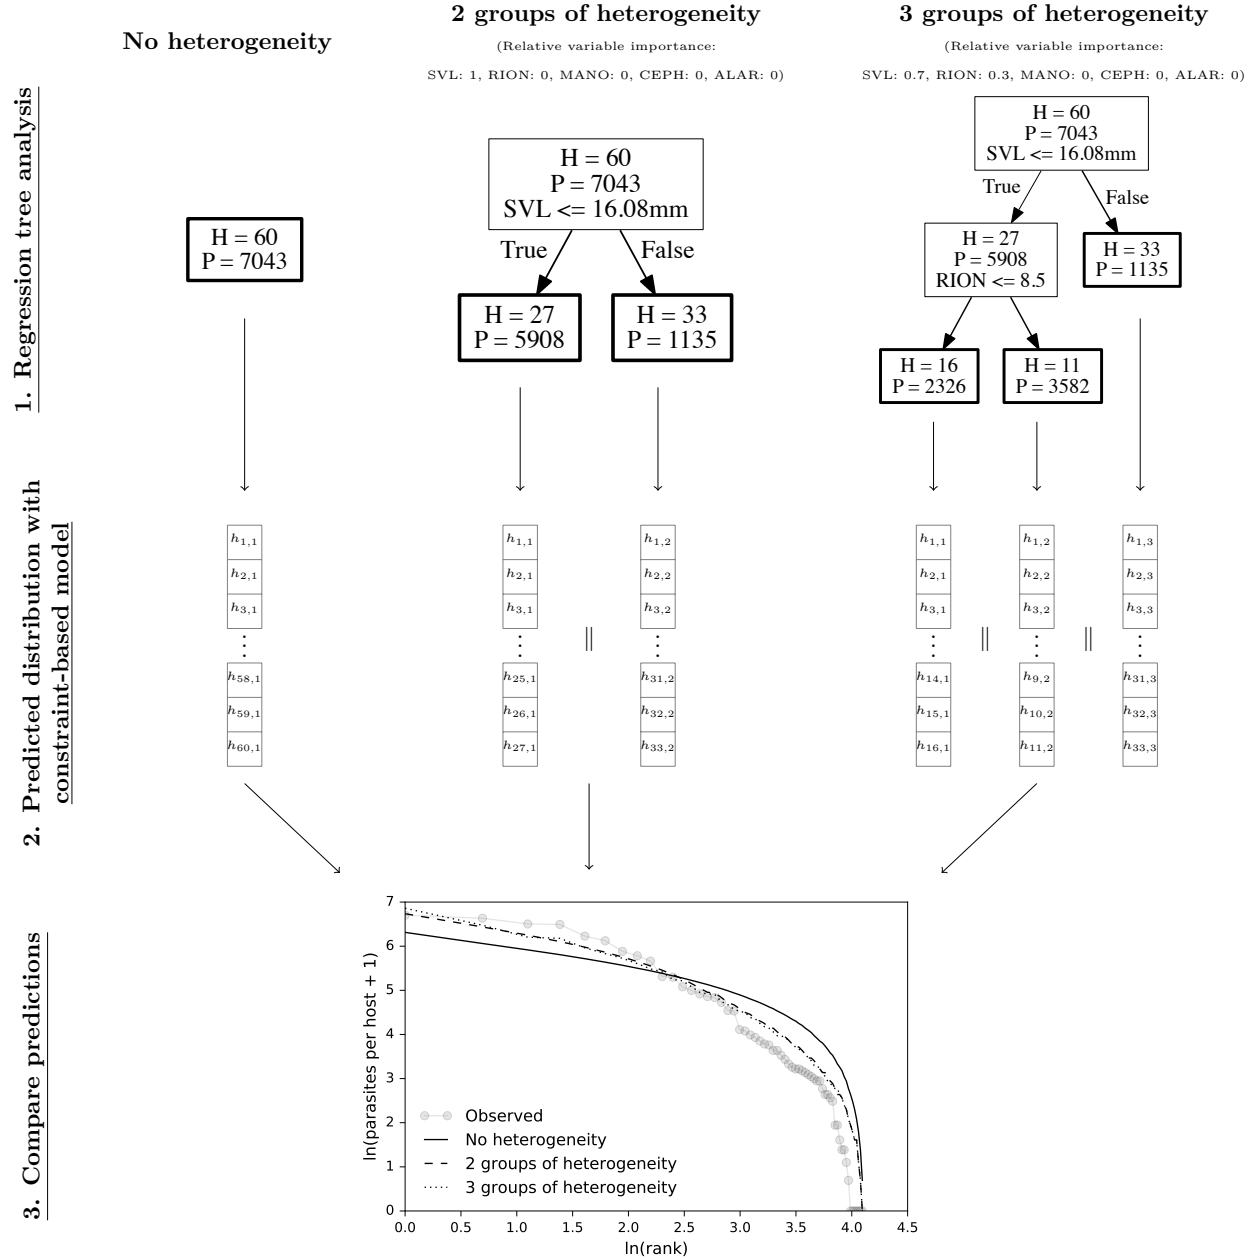 No heterogeneity
2 groups of heterogeneity
(Relative variable importance:
SVL: 1, RION: 0, MANO: 0, CEPH: 0, ALAR: 0)
3 groups of heterogeneity
(Relative variable importance:
SVL: 0.7, RION: 0.3, MANO: 0, CEPH: 0, ALAR: 0)
1. Regression tree analysis
H = 60
P = 7043
H = 60
P = 7043
SVL <= 16.08mm
True
False
H = 27
P = 5908
H = 33
P = 1135
H = 60
P = 7043
SVL <= 16.08mm
True
False
H = 27
P = 5908
RION <= 8.5
H = 33
P = 1135
H = 16
P = 2326
H = 11
P = 3582
2. Predicted distribution with
constraint-based model
h1,1
h2,1
h3,1
⋮
h58,1
h59,1
h60,1
h1,1
h2,1
h3,1
⋮
h25,1
h26,1
h27,1
||
h1,2
h2,2
h3,2
⋮
h31,2
h32,2
h33,2
h1,1
h2,1
h3,1
⋮
h14,1
h15,1
h16,1
||
h1,2
h2,2
h3,2
⋮
h9,2
h10,2
h11,2
||
h1,3
h2,3
h3,3
⋮
h31,3
h32,3
h33,3
3. Compare predictions
ln(parasites per host + 1)
7
6
5
4
3
2
1
0
Observed
No heterogeneity
2 groups of heterogeneity
3 groups of heterogeneity
0.0 0.5 1.0 1.5 2.0 2.5 3.0 3.5 4.0 4.5
ln(rank)